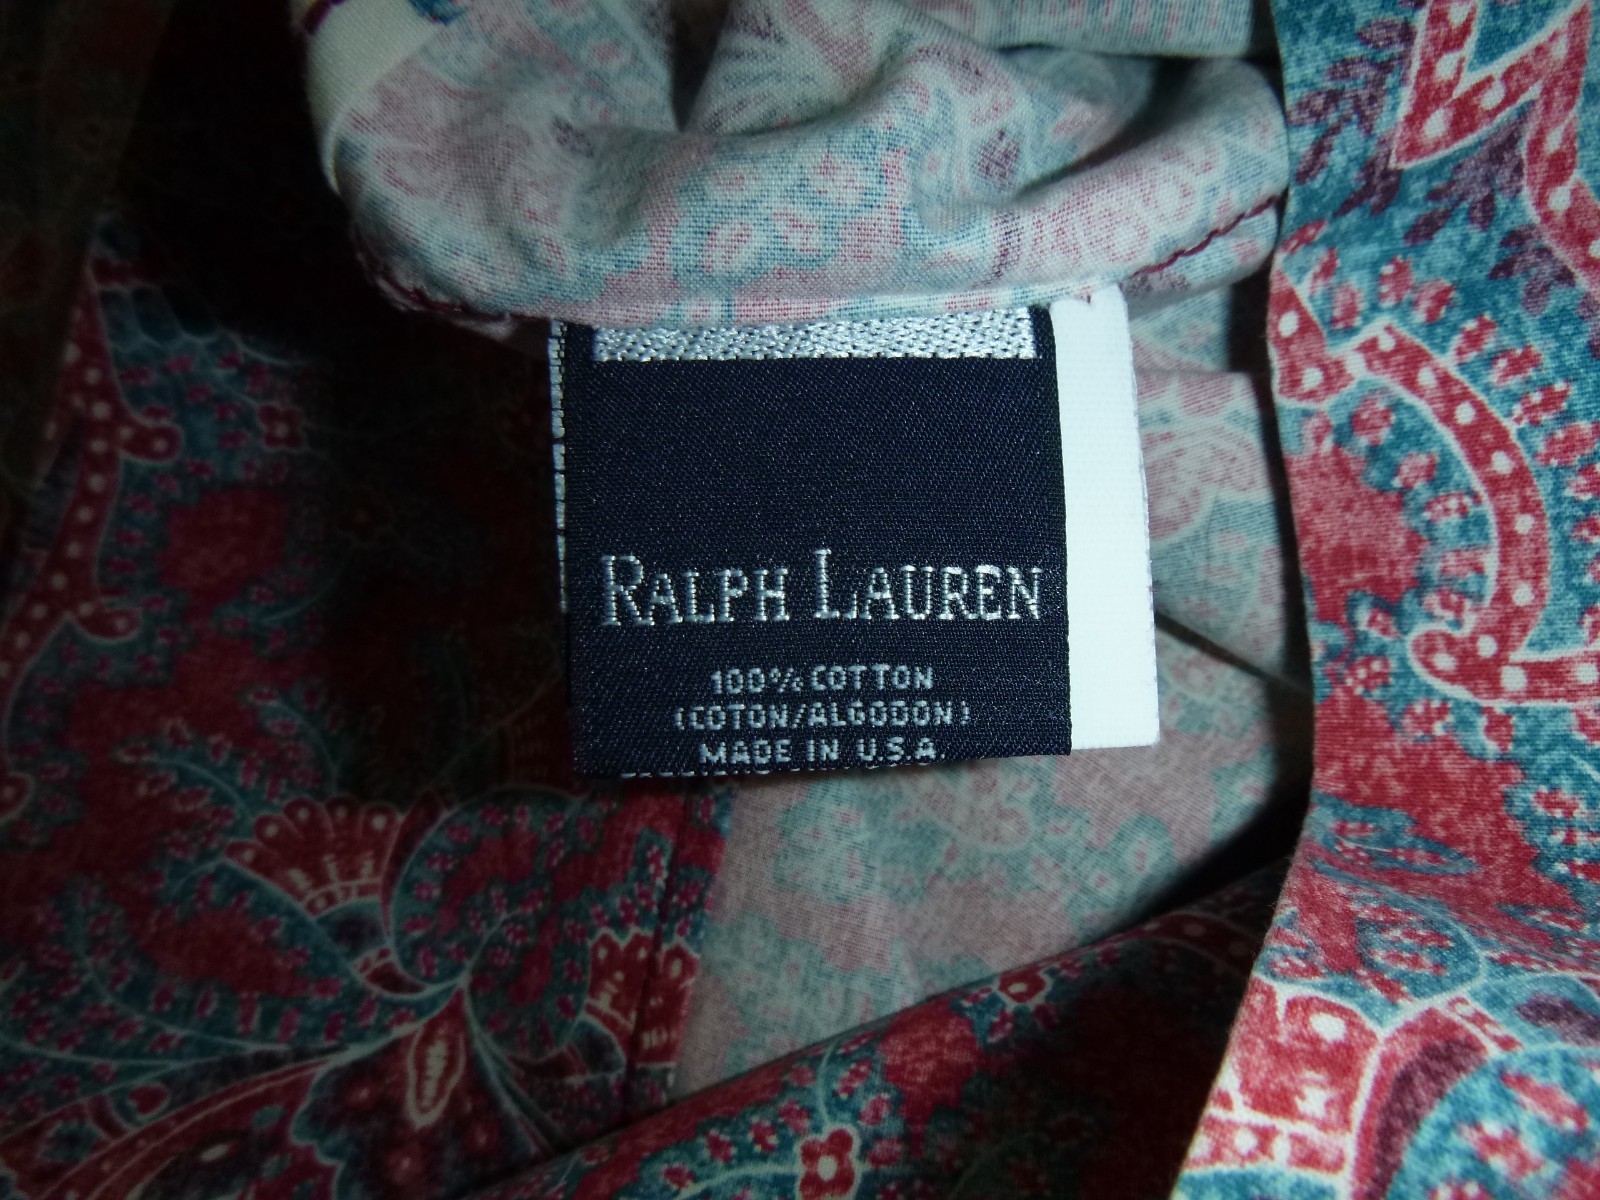 RALPH LAUREN
100% COTTON
(COTON/ALGODON)
MADE IN U.S.A.